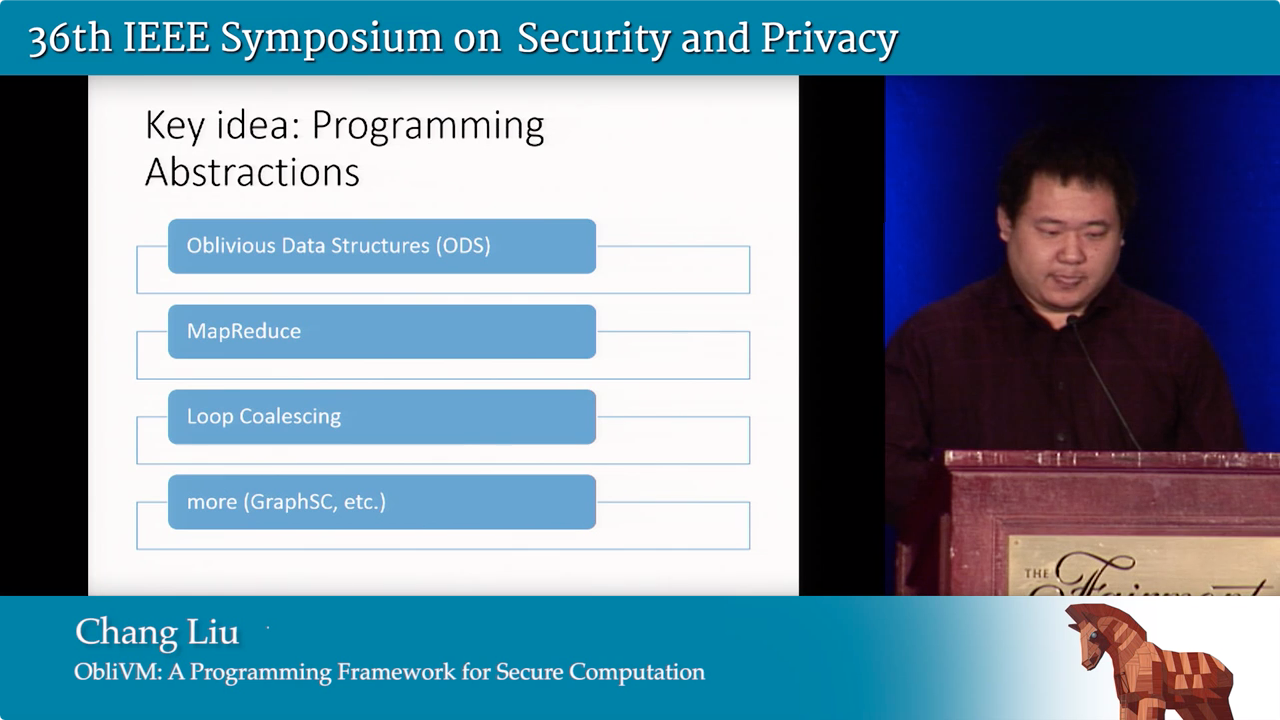 36th IEEE Symposium on Security and Privacy
Key idea: Programming
Abstractions
Oblivious Data Structures (ODS)
MapReduce
Loop Coalescing
more (GraphSC, etc.)
THE
Fairmont
Chang Liu
ObliVM: A Programming Framework for Secure Computation